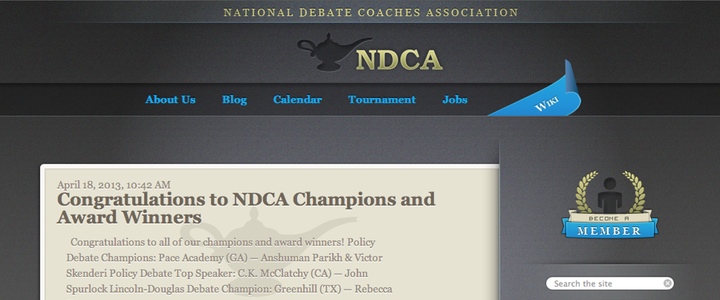 NATIONAL DEBATE COACHES ASSOCIATION
NDCA
About Us Blog Calendar Tournament Jobs
WIKI
April 18, 2013, 10:42 AM
Congratulations to NDCA Champions and
Award Winners
Congratulations to all of our champions and award winners! Policy
Debate Champions: Pace Academy (GA) — Anshuman Parikh & Victor
Skenderi Policy Debate Top Speaker: C.K. McClatchy (CA) — John
Spurlock Lincoln-Douglas Debate Champion: Greenhill (TX) — Rebecca
BECOME A
MEMBER
Search the site